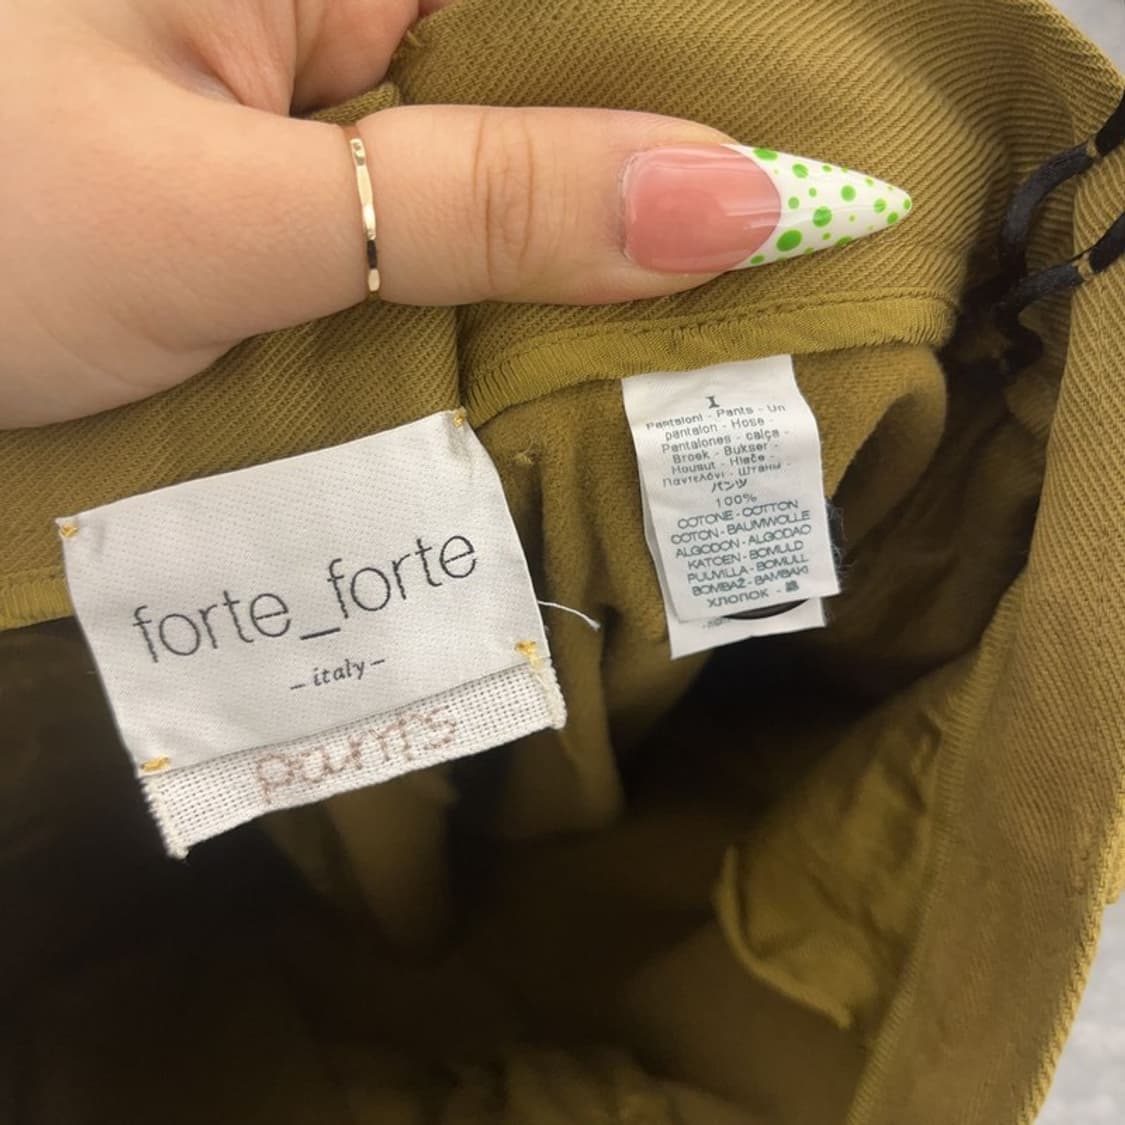 forte_forte
– italy –
pants
I
Pantaloni - Pants - Un
pantalon - Hose -
Pantalones - calça -
Broek - Bukser -
Housut - Hlače -
Παντελόνι - Штаны -
パンツ
100%
COTONE - COTTON
COTON - BAUMWOLLE
ALGODON - ALGODAO
KATOEN - BOMULD
PUUVILLA - BOMULL
BOMBAŽ - BAMBAKI
ХЛОПОК - 綿